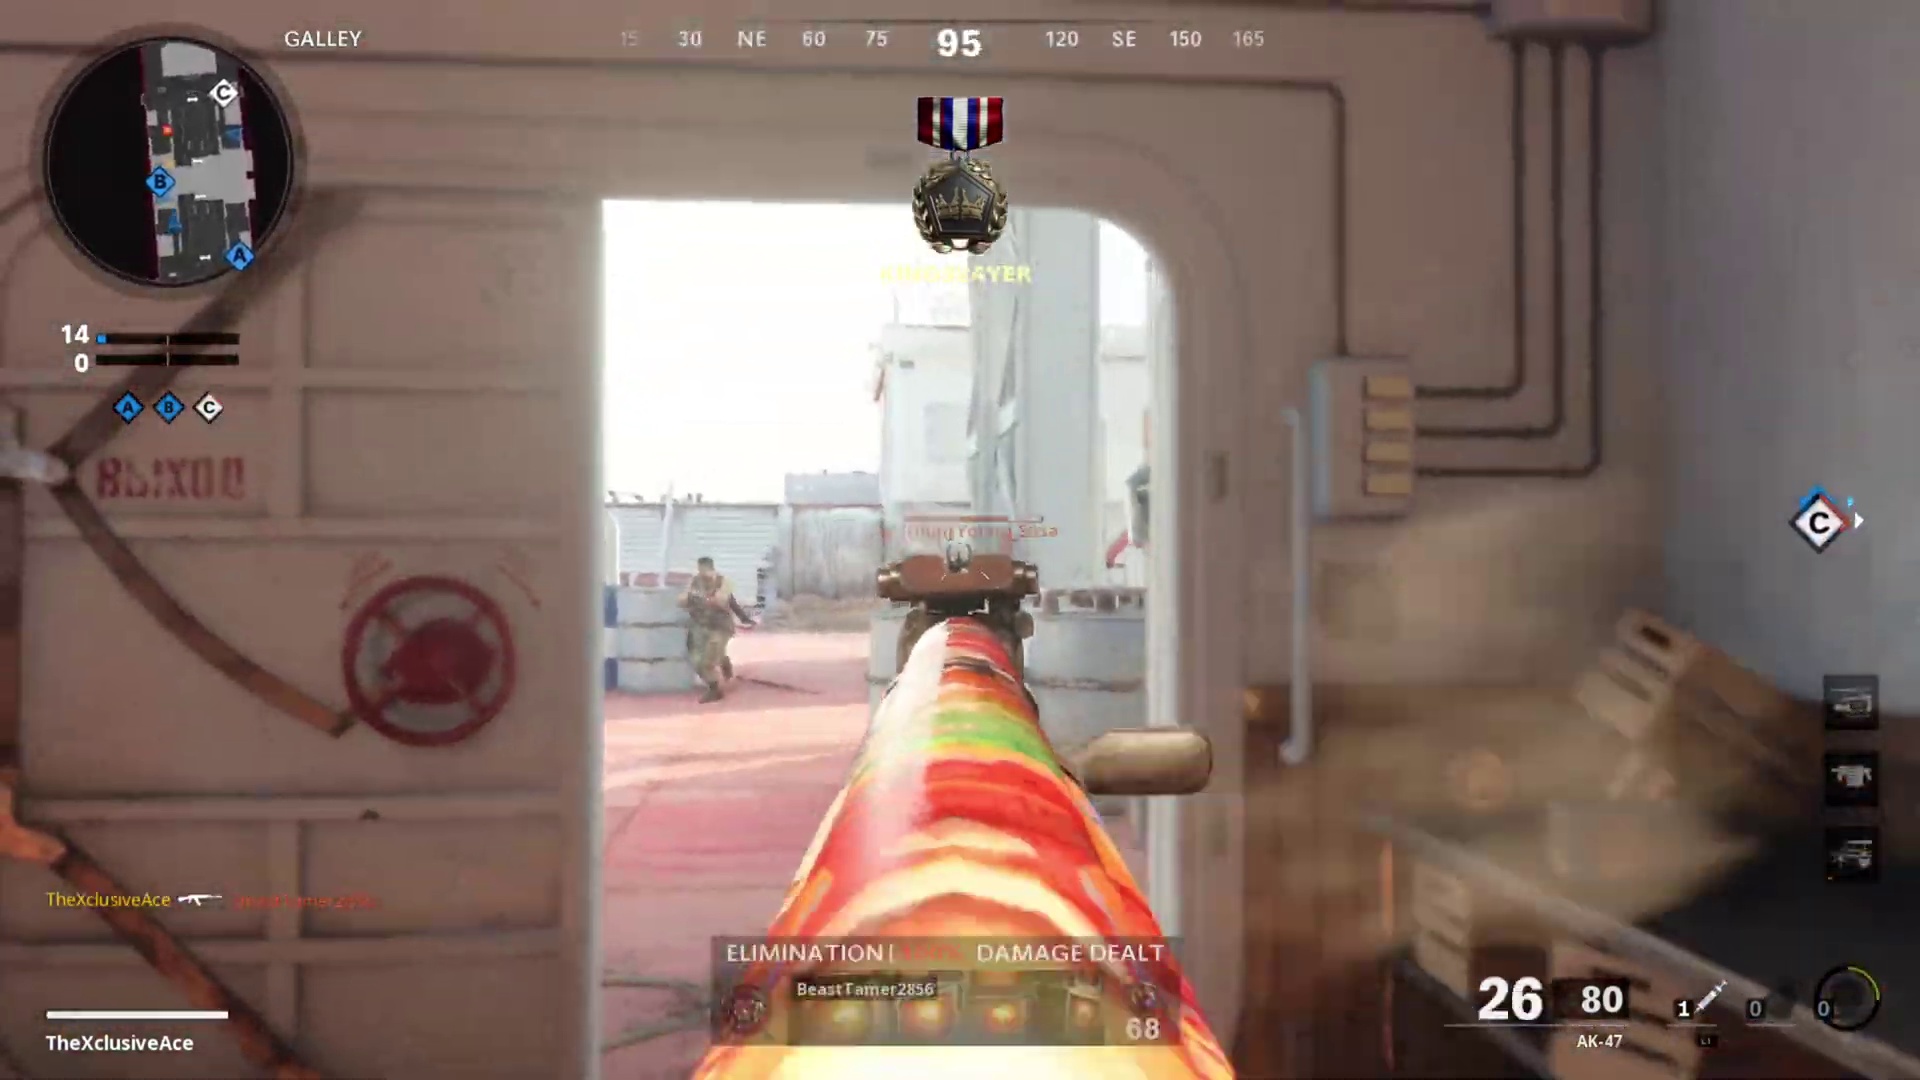 GALLEY
15 30 NE 60 75 95 120 SE 150 165
C
B
A
14
0
A B C
ВЫХОД
C
TheXclusiveAce
ELIMINATION DAMAGE DEALT
BeastTamer2856
68
26 80 1 0 0
AK-47
TheXclusiveAce